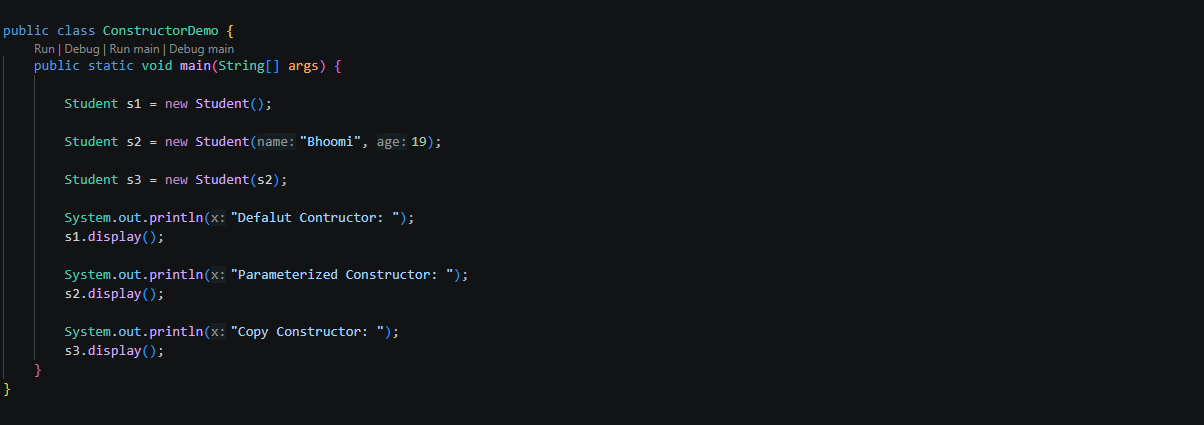 public class ConstructorDemo {
Run | Debug | Run main | Debug main
public static void main(String[] args) {
Student s1 = new Student();
Student s2 = new Student(name: "Bhoomi", age: 19);
Student s3 = new Student(s2);
System.out.println(x: "Defalut Contructor: ");
s1.display();
System.out.println(x: "Parameterized Constructor: ");
s2.display();
System.out.println(x: "Copy Constructor: ");
s3.display();
}
}